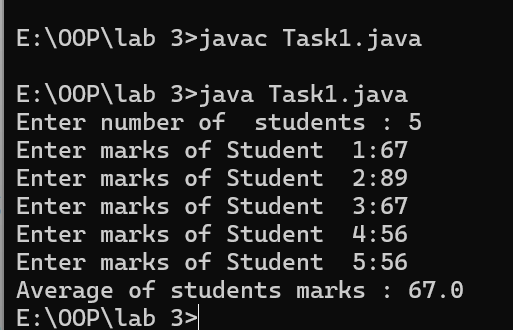 E:\OOP\lab 3>javac Task1.java
E:\OOP\lab 3>java Task1.java
Enter number of  students : 5
Enter marks of Student  1:67
Enter marks of Student  2:89
Enter marks of Student  3:67
Enter marks of Student  4:56
Enter marks of Student  5:56
Average of students marks : 67.0
E:\OOP\lab 3>